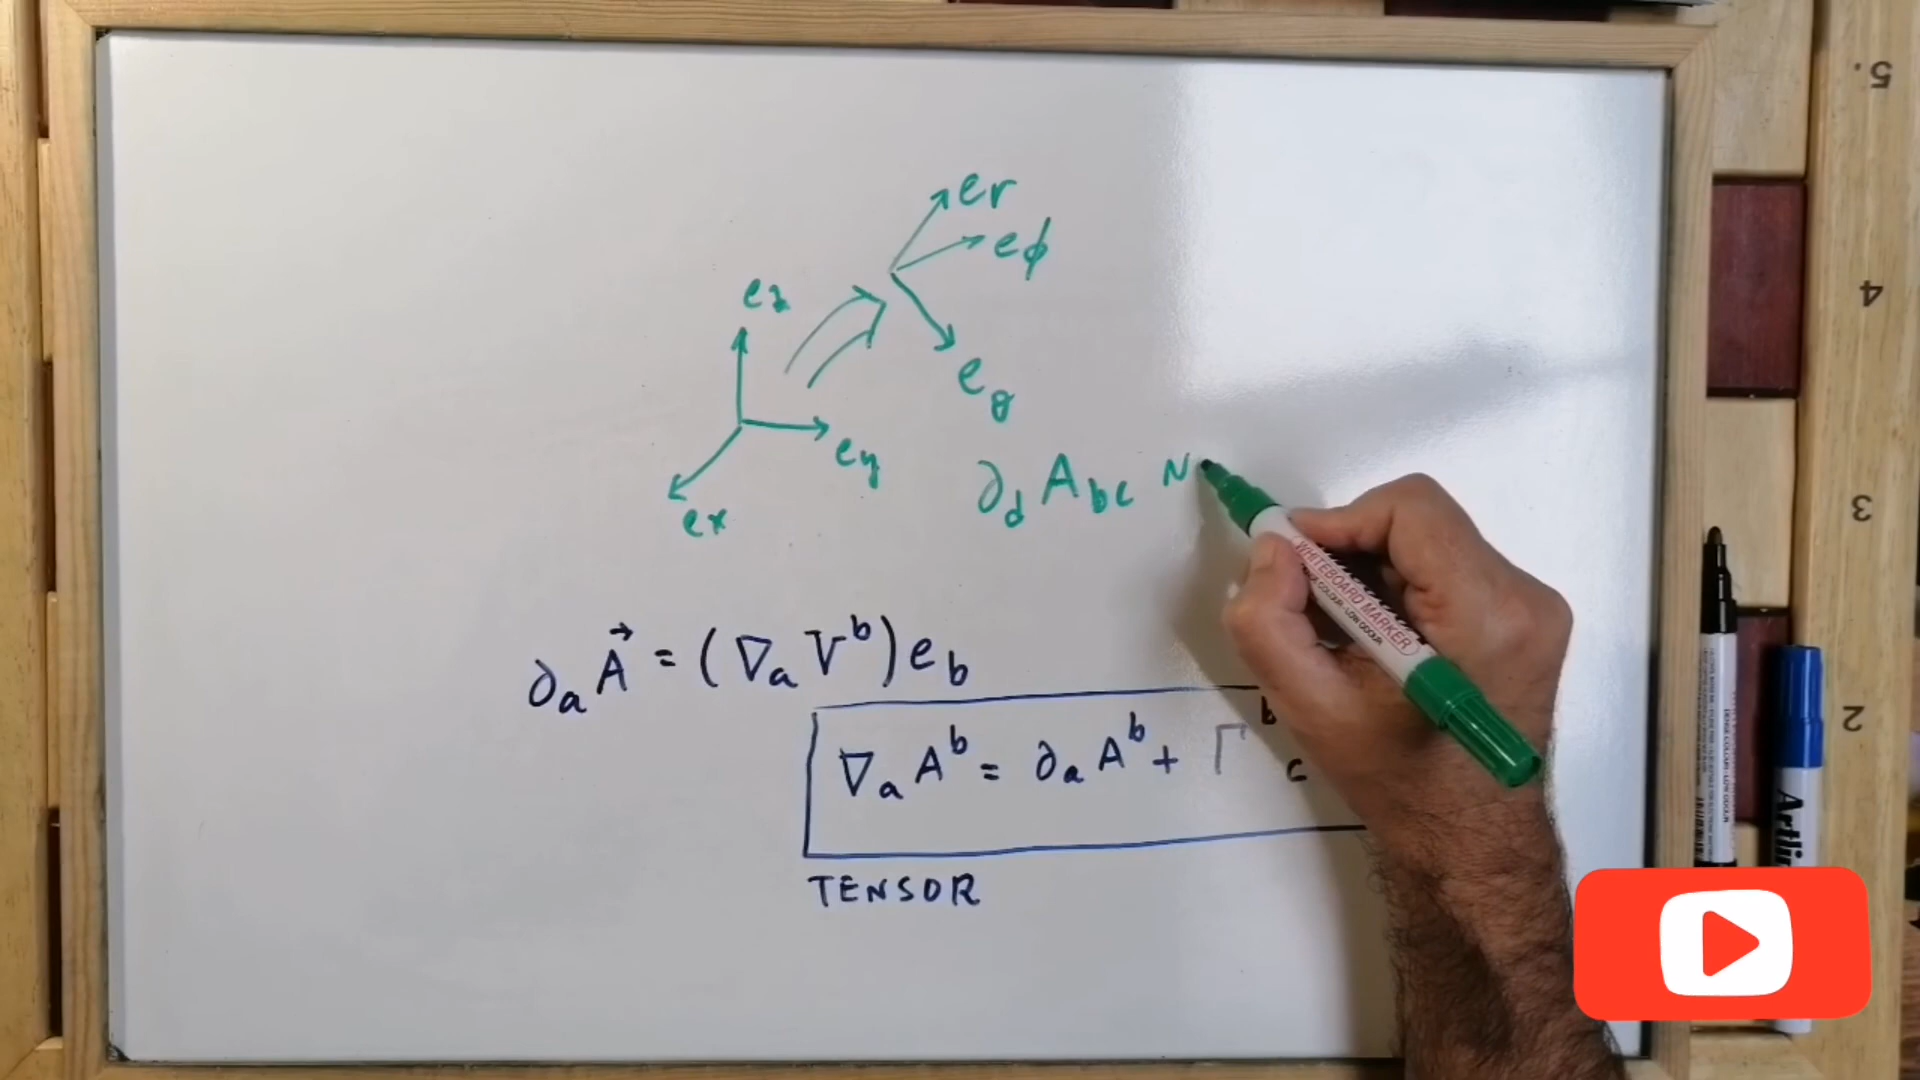 er
eϕ
ez
eθ
ey
ex
∂d Abc N
∂a A⃗ = (∇a Vᵇ) eb
∇a Aᵇ = ∂a Aᵇ + Γ ᵇ c
TENSOR
WHITEBOARD MARKER
5.
4
3
2